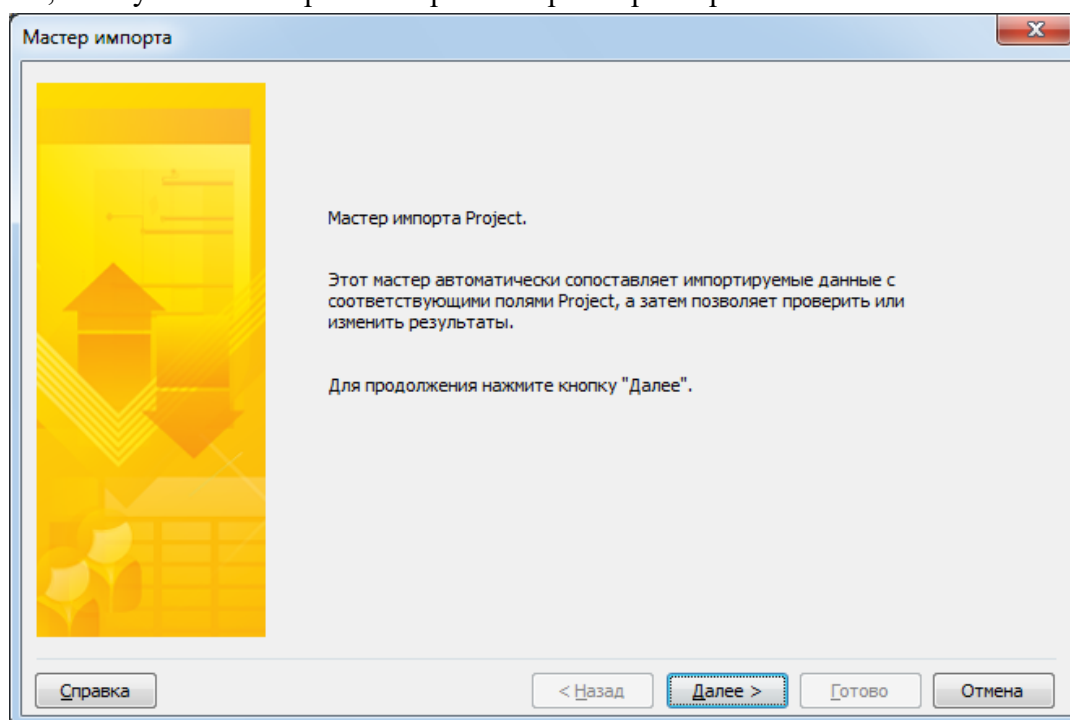 Мастер импорта
Мастер импорта Project.
Этот мастер автоматически сопоставляет импортируемые данные с
соответствующими полями Project, а затем позволяет проверить или
изменить результаты.
Для продолжения нажмите кнопку "Далее".
Справка
< Назад
Далее >
Готово
Отмена